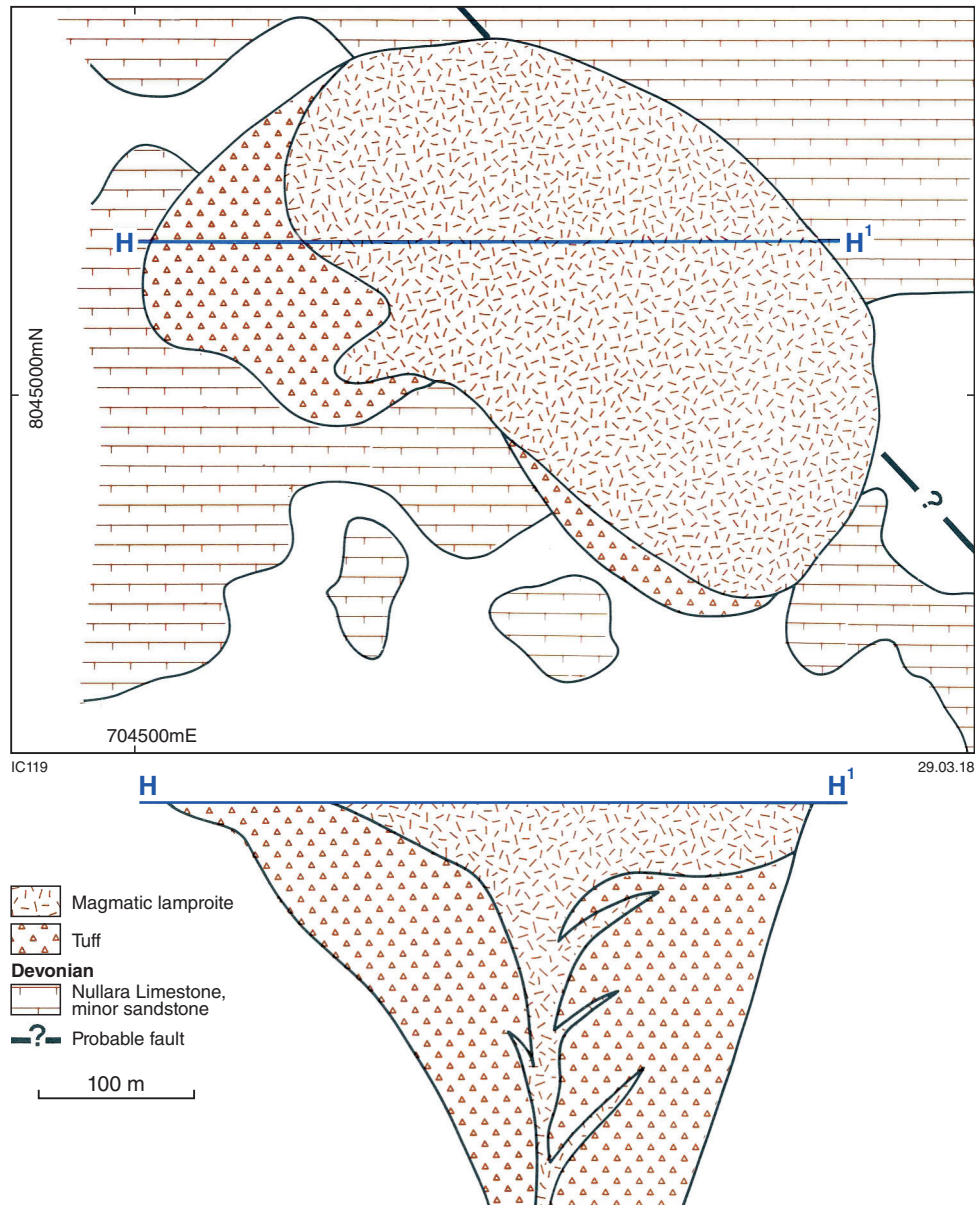 H
H¹
8045000mN
?
704500mE
IC119
29.03.18
H
H¹
Magmatic lamproite
Tuff
Devonian
Nullara Limestone,
minor sandstone
?
Probable fault
100 m